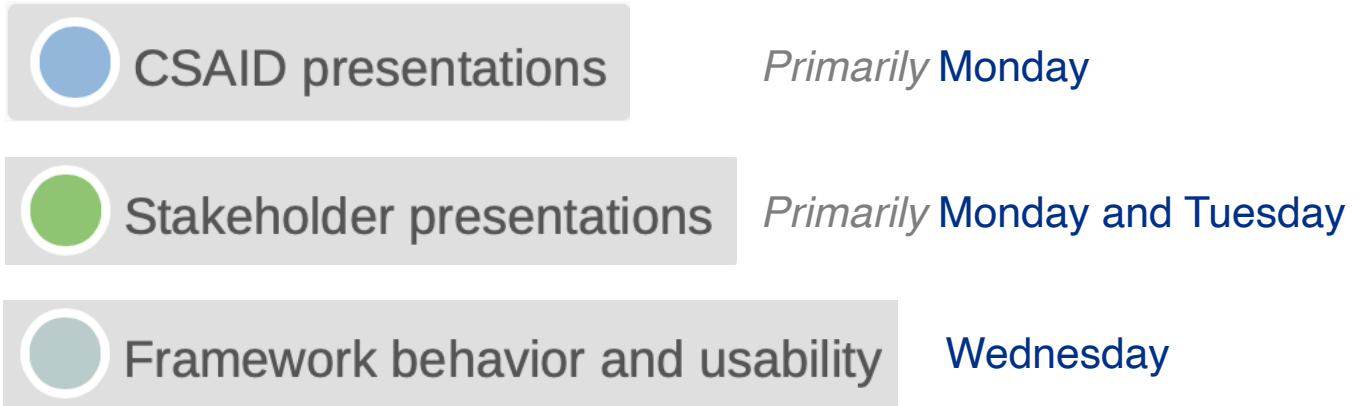 CSAID presentations Primarily Monday
Stakeholder presentations Primarily Monday and Tuesday
Framework behavior and usability Wednesday